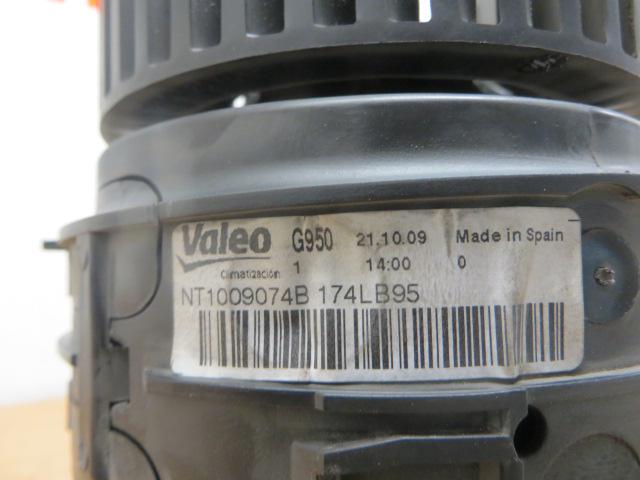 Valeo G950 21.10.09 Made in Spain
Climatización 1 14:00 0
NT1009074B 174LB95